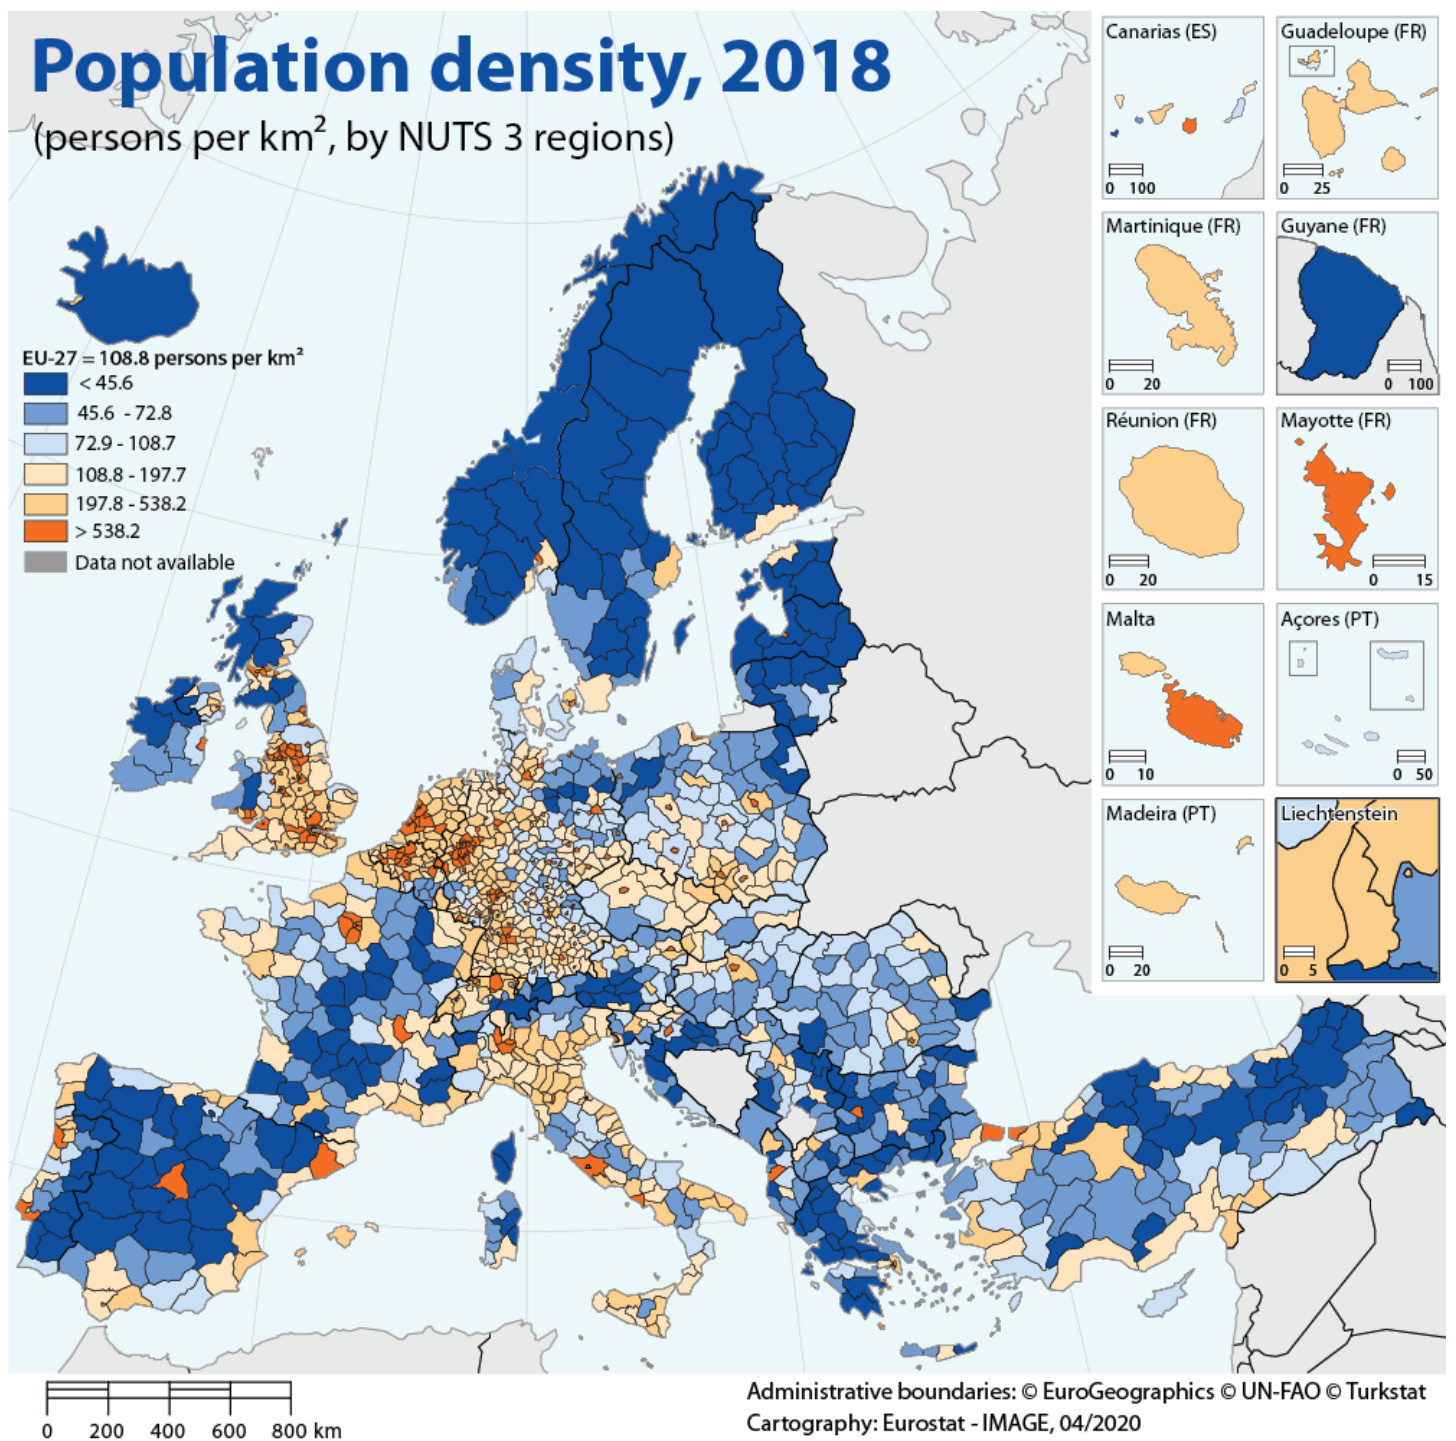 Population density, 2018
(persons per km², by NUTS 3 regions)
EU-27 = 108.8 persons per km²
< 45.6
45.6 - 72.8
72.9 - 108.7
108.8 - 197.7
197.8 - 538.2
> 538.2
Data not available
Canarias (ES)
0 100
Guadeloupe (FR)
0 25
Martinique (FR)
0 20
Guyane (FR)
0 100
Réunion (FR)
0 20
Mayotte (FR)
0 15
Malta
0 10
Açores (PT)
0 50
Madeira (PT)
0 20
Liechtenstein
0 5
0 200 400 600 800 km
Administrative boundaries: © EuroGeographics © UN-FAO © Turkstat
Cartography: Eurostat - IMAGE, 04/2020